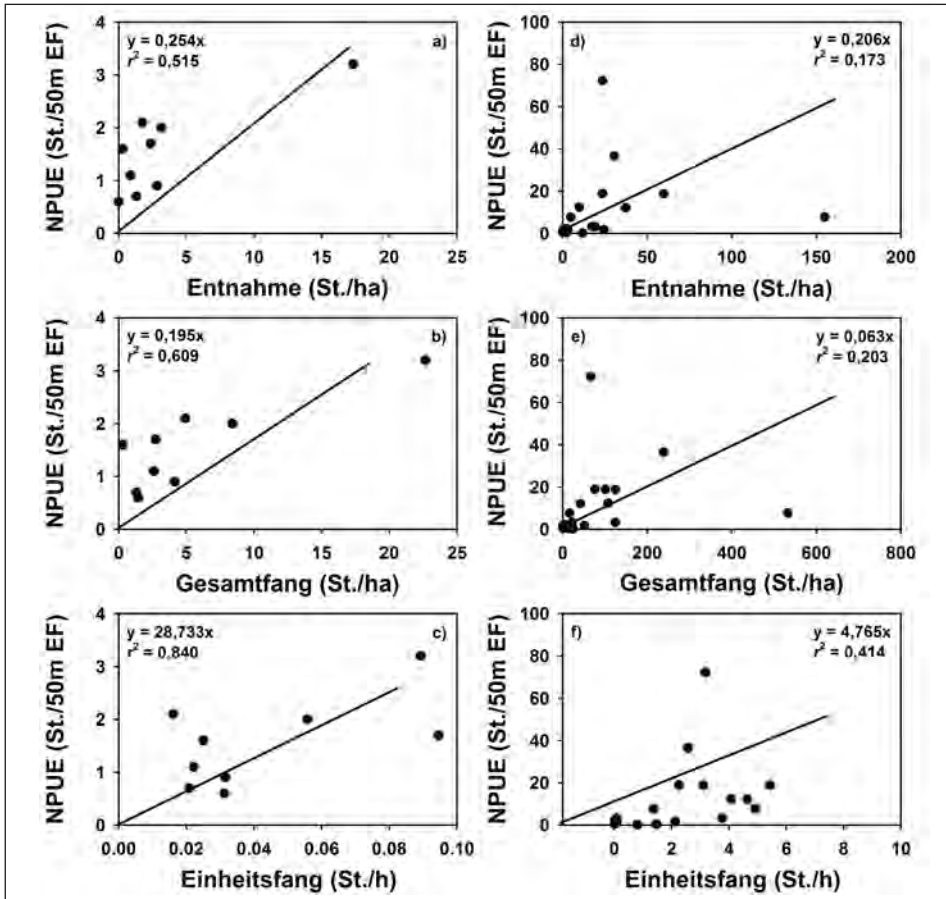 y = 0,254x
r² = 0,515
a)
NPUE (St./50m EF)
4
3
2
1
0
0 5 10 15 20 25
Entnahme (St./ha)
y = 0,206x
r² = 0,173
d)
NPUE (St./50m EF)
100
80
60
40
20
0
0 50 100 150 200
Entnahme (St./ha)
y = 0,195x
r² = 0,609
b)
NPUE (St./50m EF)
4
3
2
1
0
0 5 10 15 20 25
Gesamtfang (St./ha)
y = 0,063x
r² = 0,203
e)
NPUE (St./50m EF)
100
80
60
40
20
0
0 200 400 600 800
Gesamtfang (St./ha)
y = 28,733x
r² = 0,840
c)
NPUE (St./50m EF)
4
3
2
1
0
0.00 0.02 0.04 0.06 0.08 0.10
Einheitsfang (St./h)
y = 4,765x
r² = 0,414
f)
NPUE (St./50m EF)
100
80
60
40
20
0
0 2 4 6 8 10
Einheitsfang (St./h)